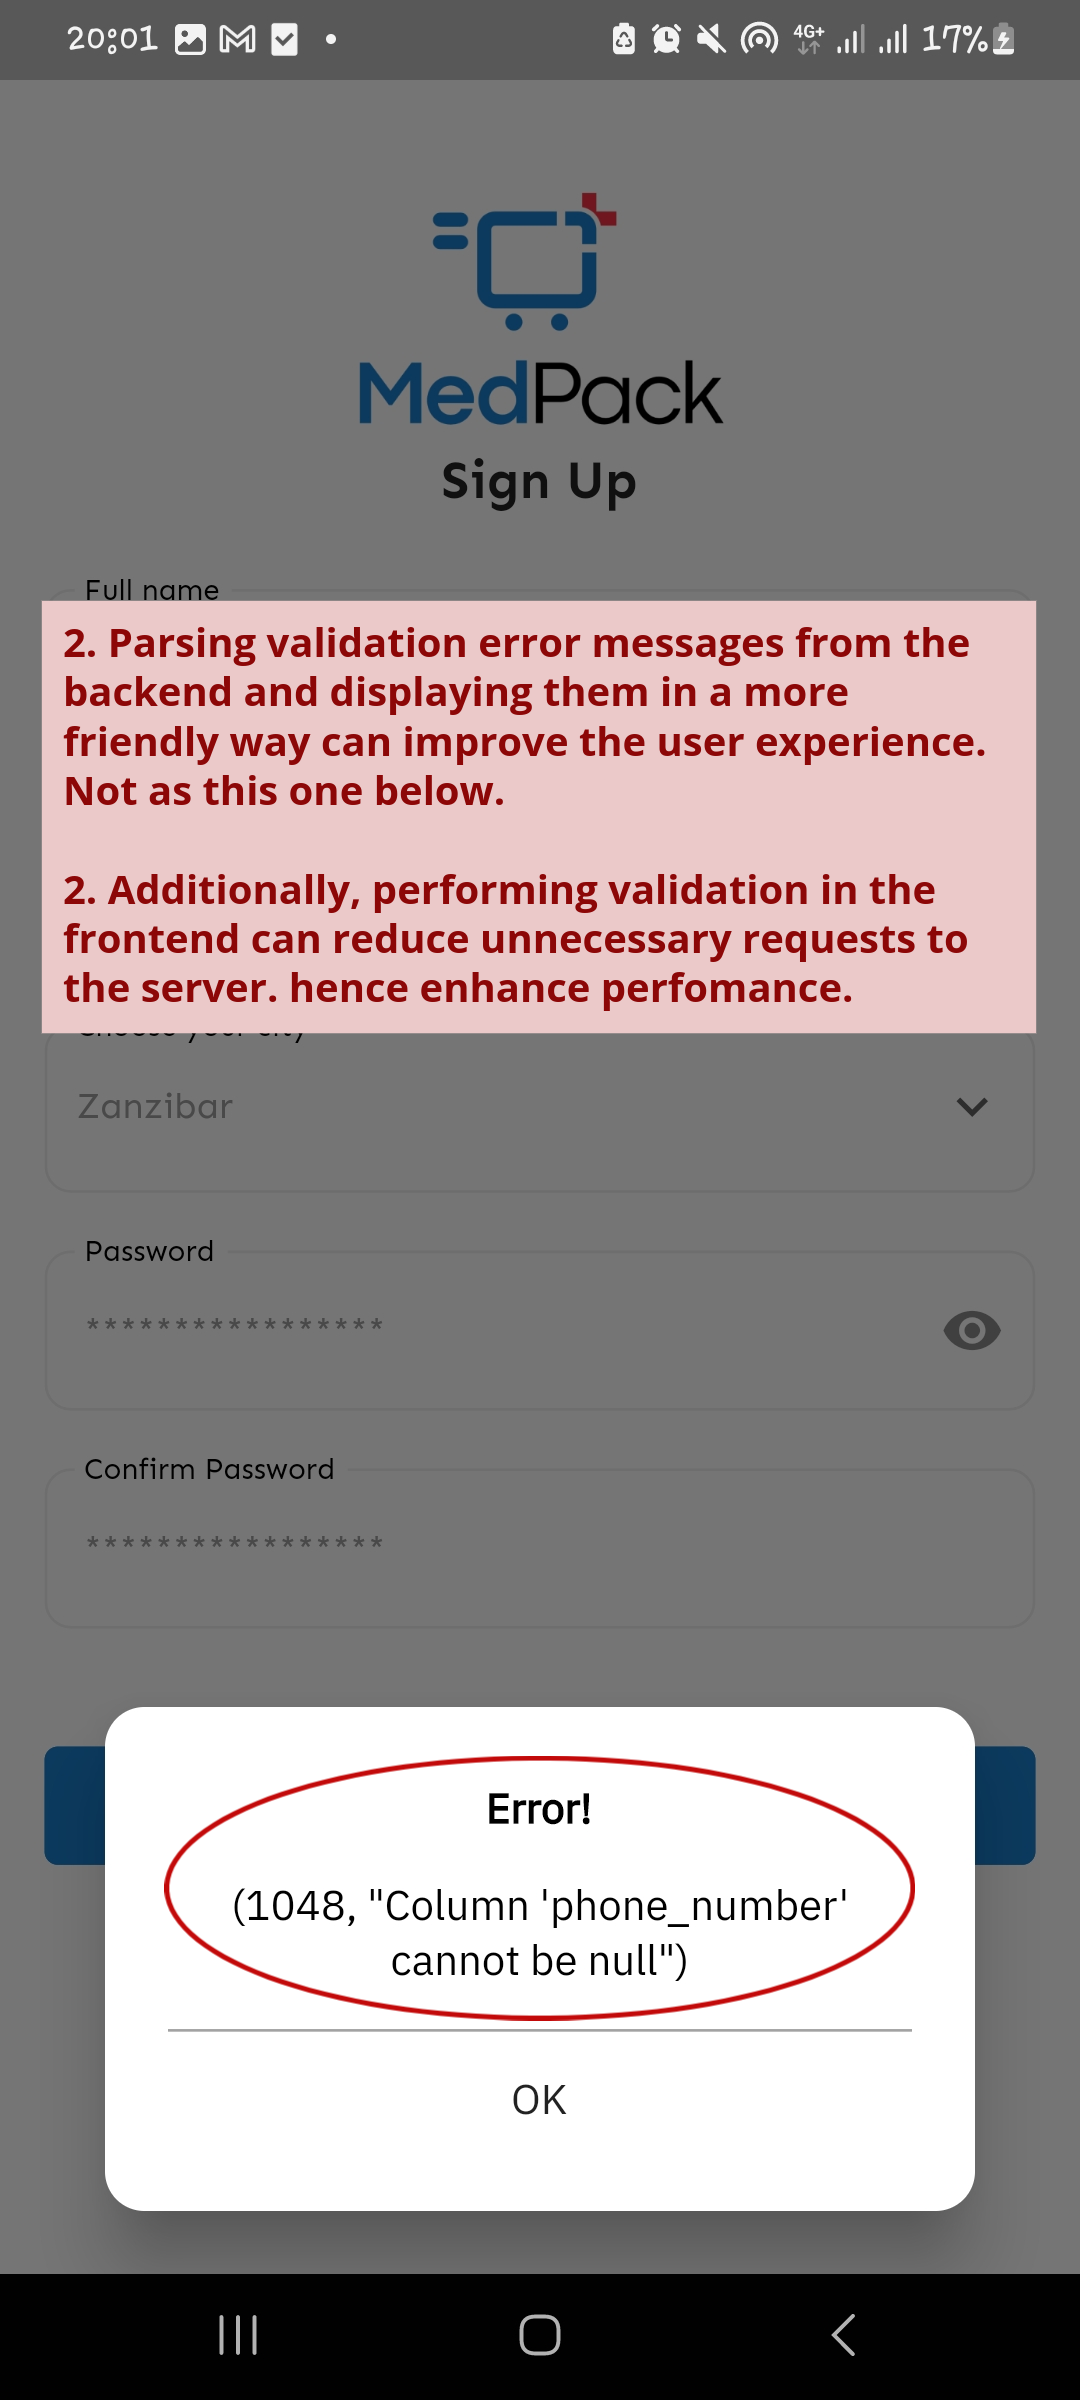 20:01
4G+
17%
MedPack
Sign Up
Full name
2. Parsing validation error messages from the
backend and displaying them in a more
friendly way can improve the user experience.
Not as this one below.
2. Additionally, performing validation in the
frontend can reduce unnecessary requests to
the server. hence enhance perfomance.
Choose your city
Zanzibar
Password
*****************
Confirm Password
*****************
Error!
(1048, "Column 'phone_number'
cannot be null")
OK